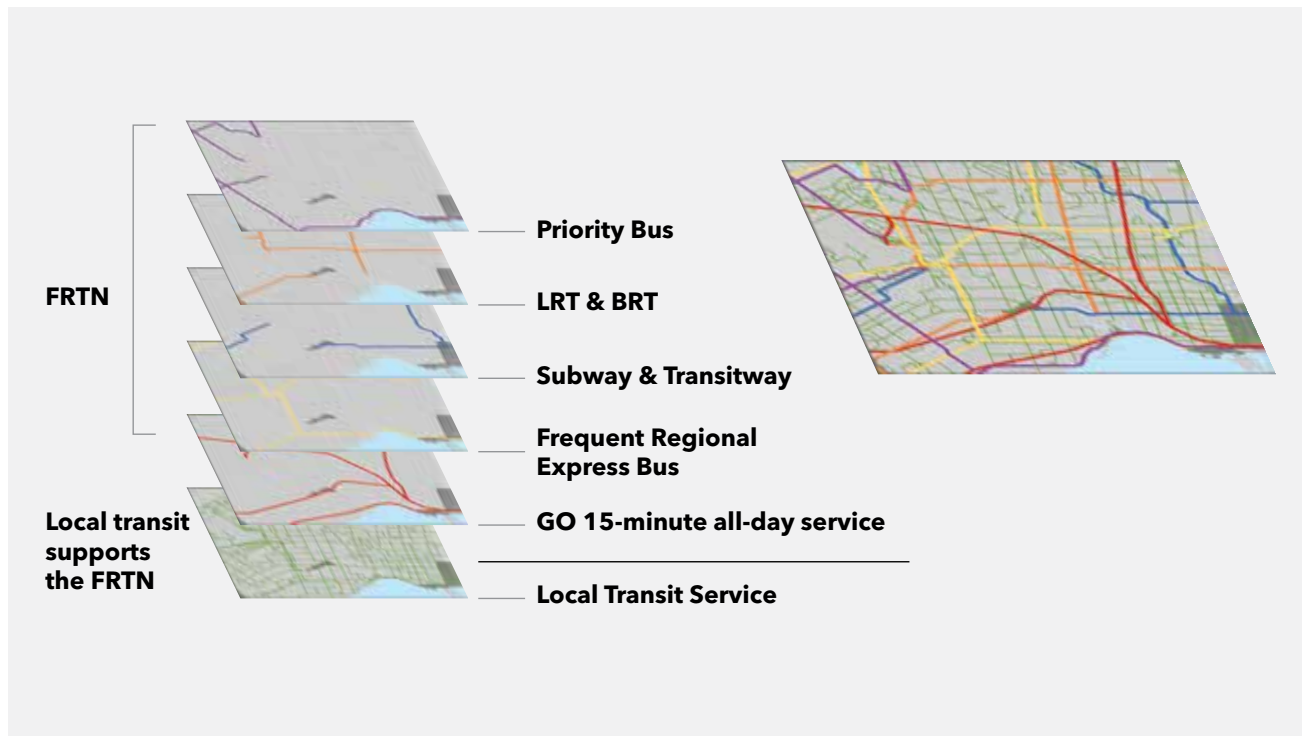 FRTN
Priority Bus
LRT & BRT
Subway & Transitway
Frequent Regional
Express Bus
GO 15-minute all-day service
Local transit
supports
the FRTN
Local Transit Service